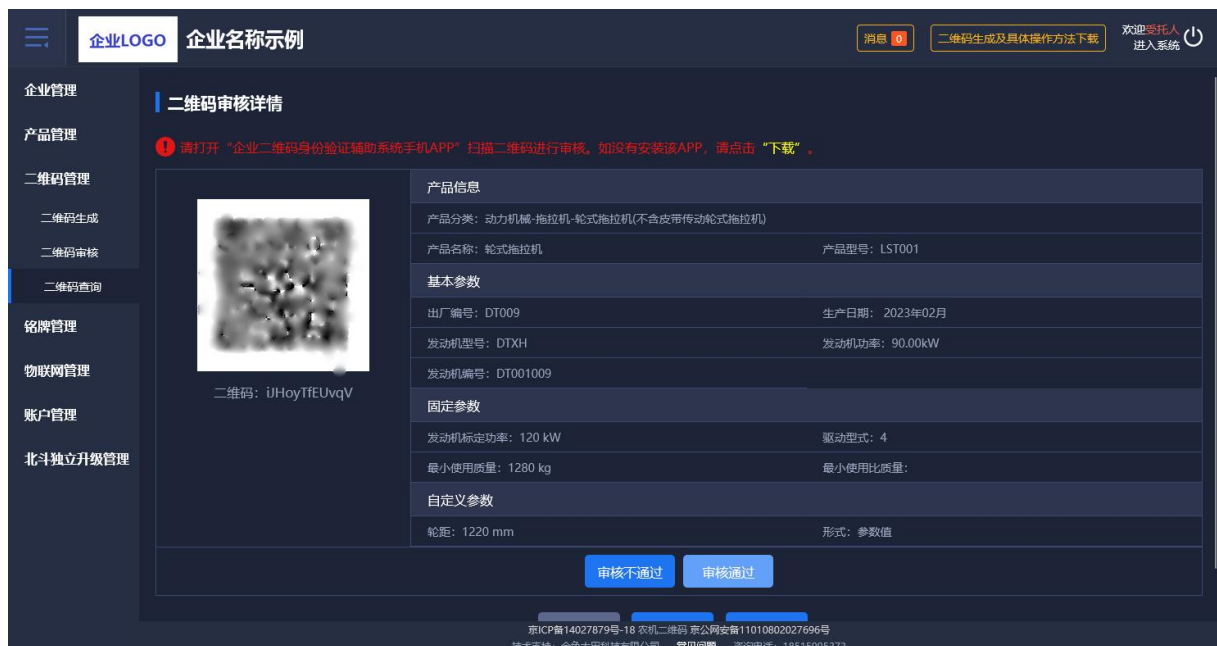 企业LOGO 企业名称示例 消息 0 二维码生成及具体操作方法下载 欢迎受托人
进入系统
企业管理
产品管理
二维码管理
二维码生成
二维码审核
二维码查询
铭牌管理
物联网管理
账户管理
北斗独立升级管理
二维码审核详情
请打开“企业二维码身份验证辅助系统手机APP”扫描二维码进行审核。如没有安装该APP，请点击“下载”。
二维码：iJHoyTfEUvqV
产品信息
产品分类：动力机械-拖拉机-轮式拖拉机(不含皮带传动轮式拖拉机)
产品名称：轮式拖拉机 产品型号：LST001
基本参数
出厂编号：DT009 生产日期： 2023年02月
发动机型号：DTXH 发动机功率：90.00kW
发动机编号：DT001009
固定参数
发动机标定功率：120 kW 驱动型式：4
最小使用质量：1280 kg 最小使用比质量：
自定义参数
轮距：1220 mm 形式：参数值
审核不通过 审核通过
京ICP备14027879号-18 农机二维码 京公网安备11010802027696号